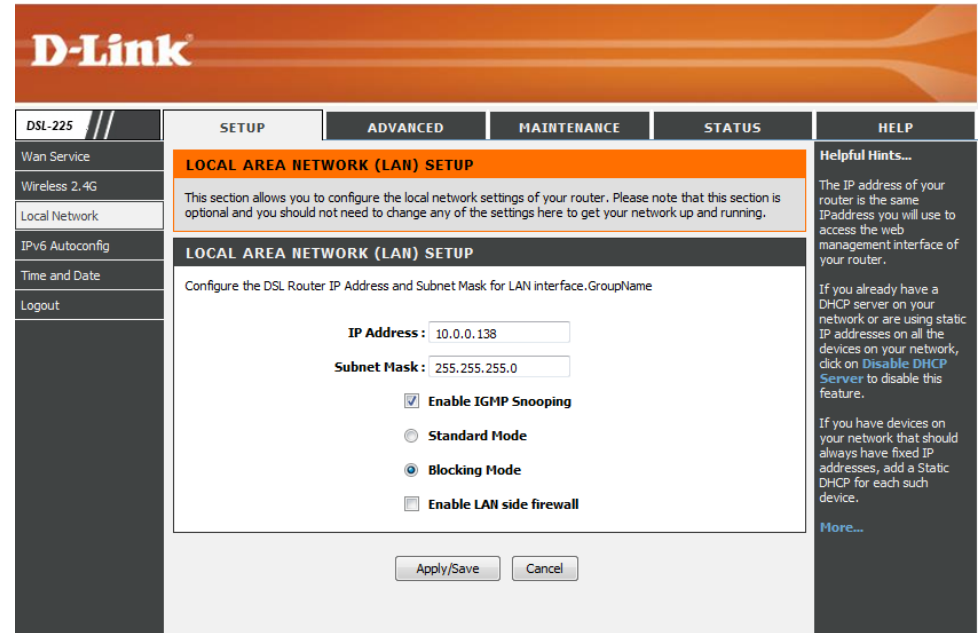 D-Link
DSL-225
SETUP
ADVANCED
MAINTENANCE
STATUS
HELP
Wan Service
Wireless 2.4G
Local Network
IPv6 Autoconfig
Time and Date
Logout
LOCAL AREA NETWORK (LAN) SETUP
This section allows you to configure the local network settings of your router. Please note that this section is
optional and you should not need to change any of the settings here to get your network up and running.
LOCAL AREA NETWORK (LAN) SETUP
Configure the DSL Router IP Address and Subnet Mask for LAN interface.GroupName
IP Address : 10.0.0.138
Subnet Mask : 255.255.255.0
Enable IGMP Snooping
Standard Mode
Blocking Mode
Enable LAN side firewall
Apply/Save
Cancel
Helpful Hints...
The IP address of your
router is the same
IPaddress you will use to
access the web
management interface of
your router.
If you already have a
DHCP server on your
network or are using static
IP addresses on all the
devices on your network,
click on Disable DHCP
Server to disable this
feature.
If you have devices on
your network that should
always have fixed IP
addresses, add a Static
DHCP for each such
device.
More...